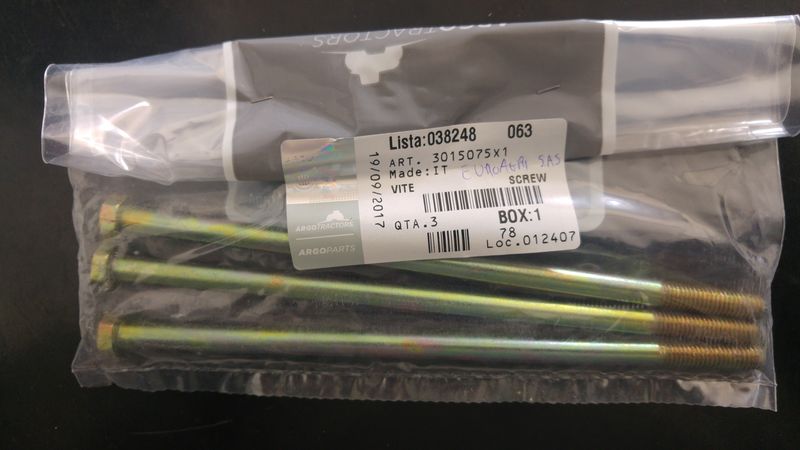 ARGOTRACTORS
Lista:038248 063
ART. 3015075x1
Made:IT
VITE SCREW
19/09/2017
QTA.3 BOX:1
78
Loc.012407
ARGOTRACTORS
ARGOPARTS